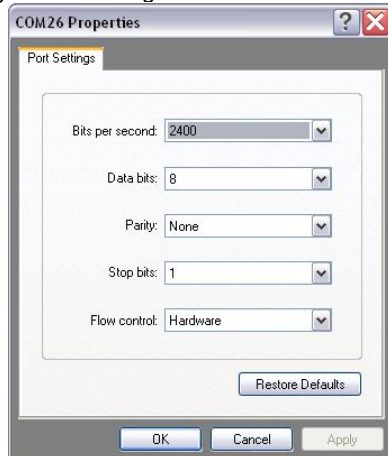 COM26 Properties
Port Settings
Bits per second: 2400
Data bits: 8
Parity: None
Stop bits: 1
Flow control: Hardware
Restore Defaults
OK Cancel Apply